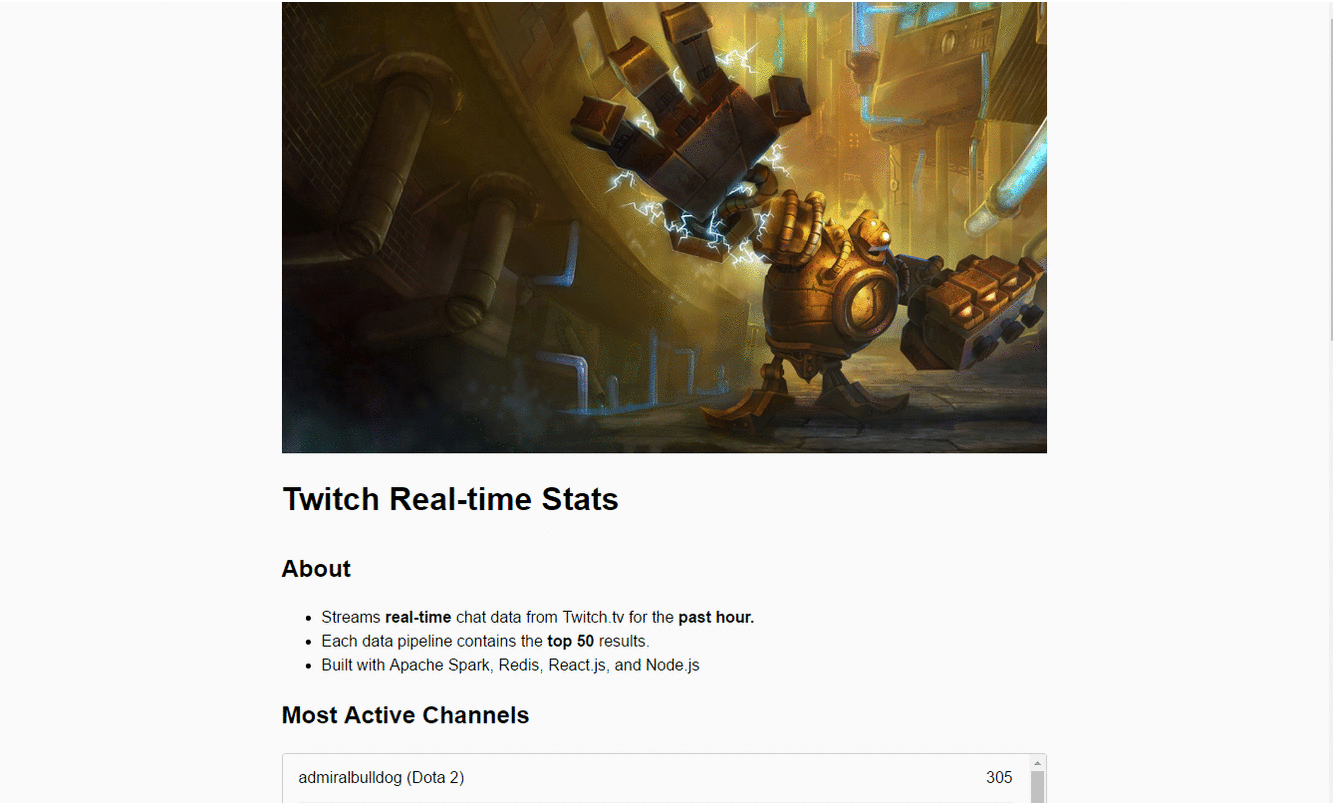 Twitch Real-time Stats
About
Streams real-time chat data from Twitch.tv for the past hour.
Each data pipeline contains the top 50 results.
Built with Apache Spark, Redis, React.js, and Node.js
Most Active Channels
admiralbulldog (Dota 2) 305